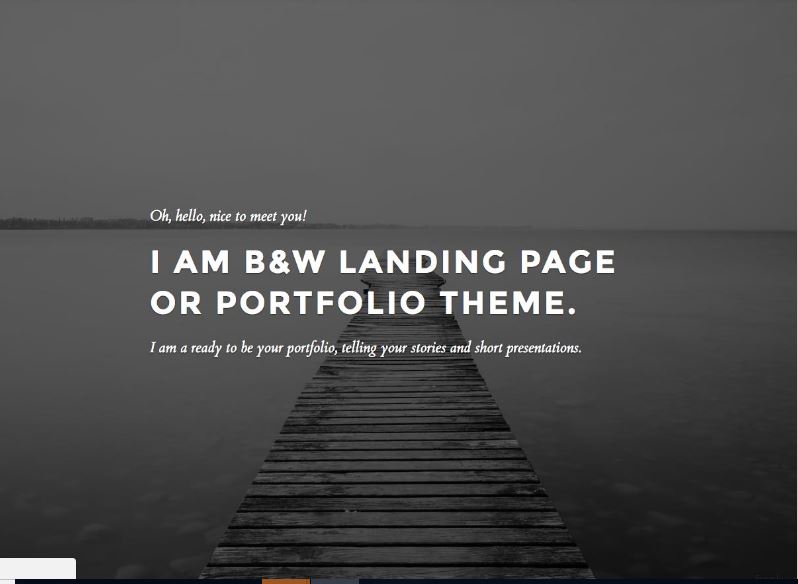 Oh, hello, nice to meet you!
I AM B&W LANDING PAGE
OR PORTFOLIO THEME.
I am a ready to be your portfolio, telling your stories and short presentations.